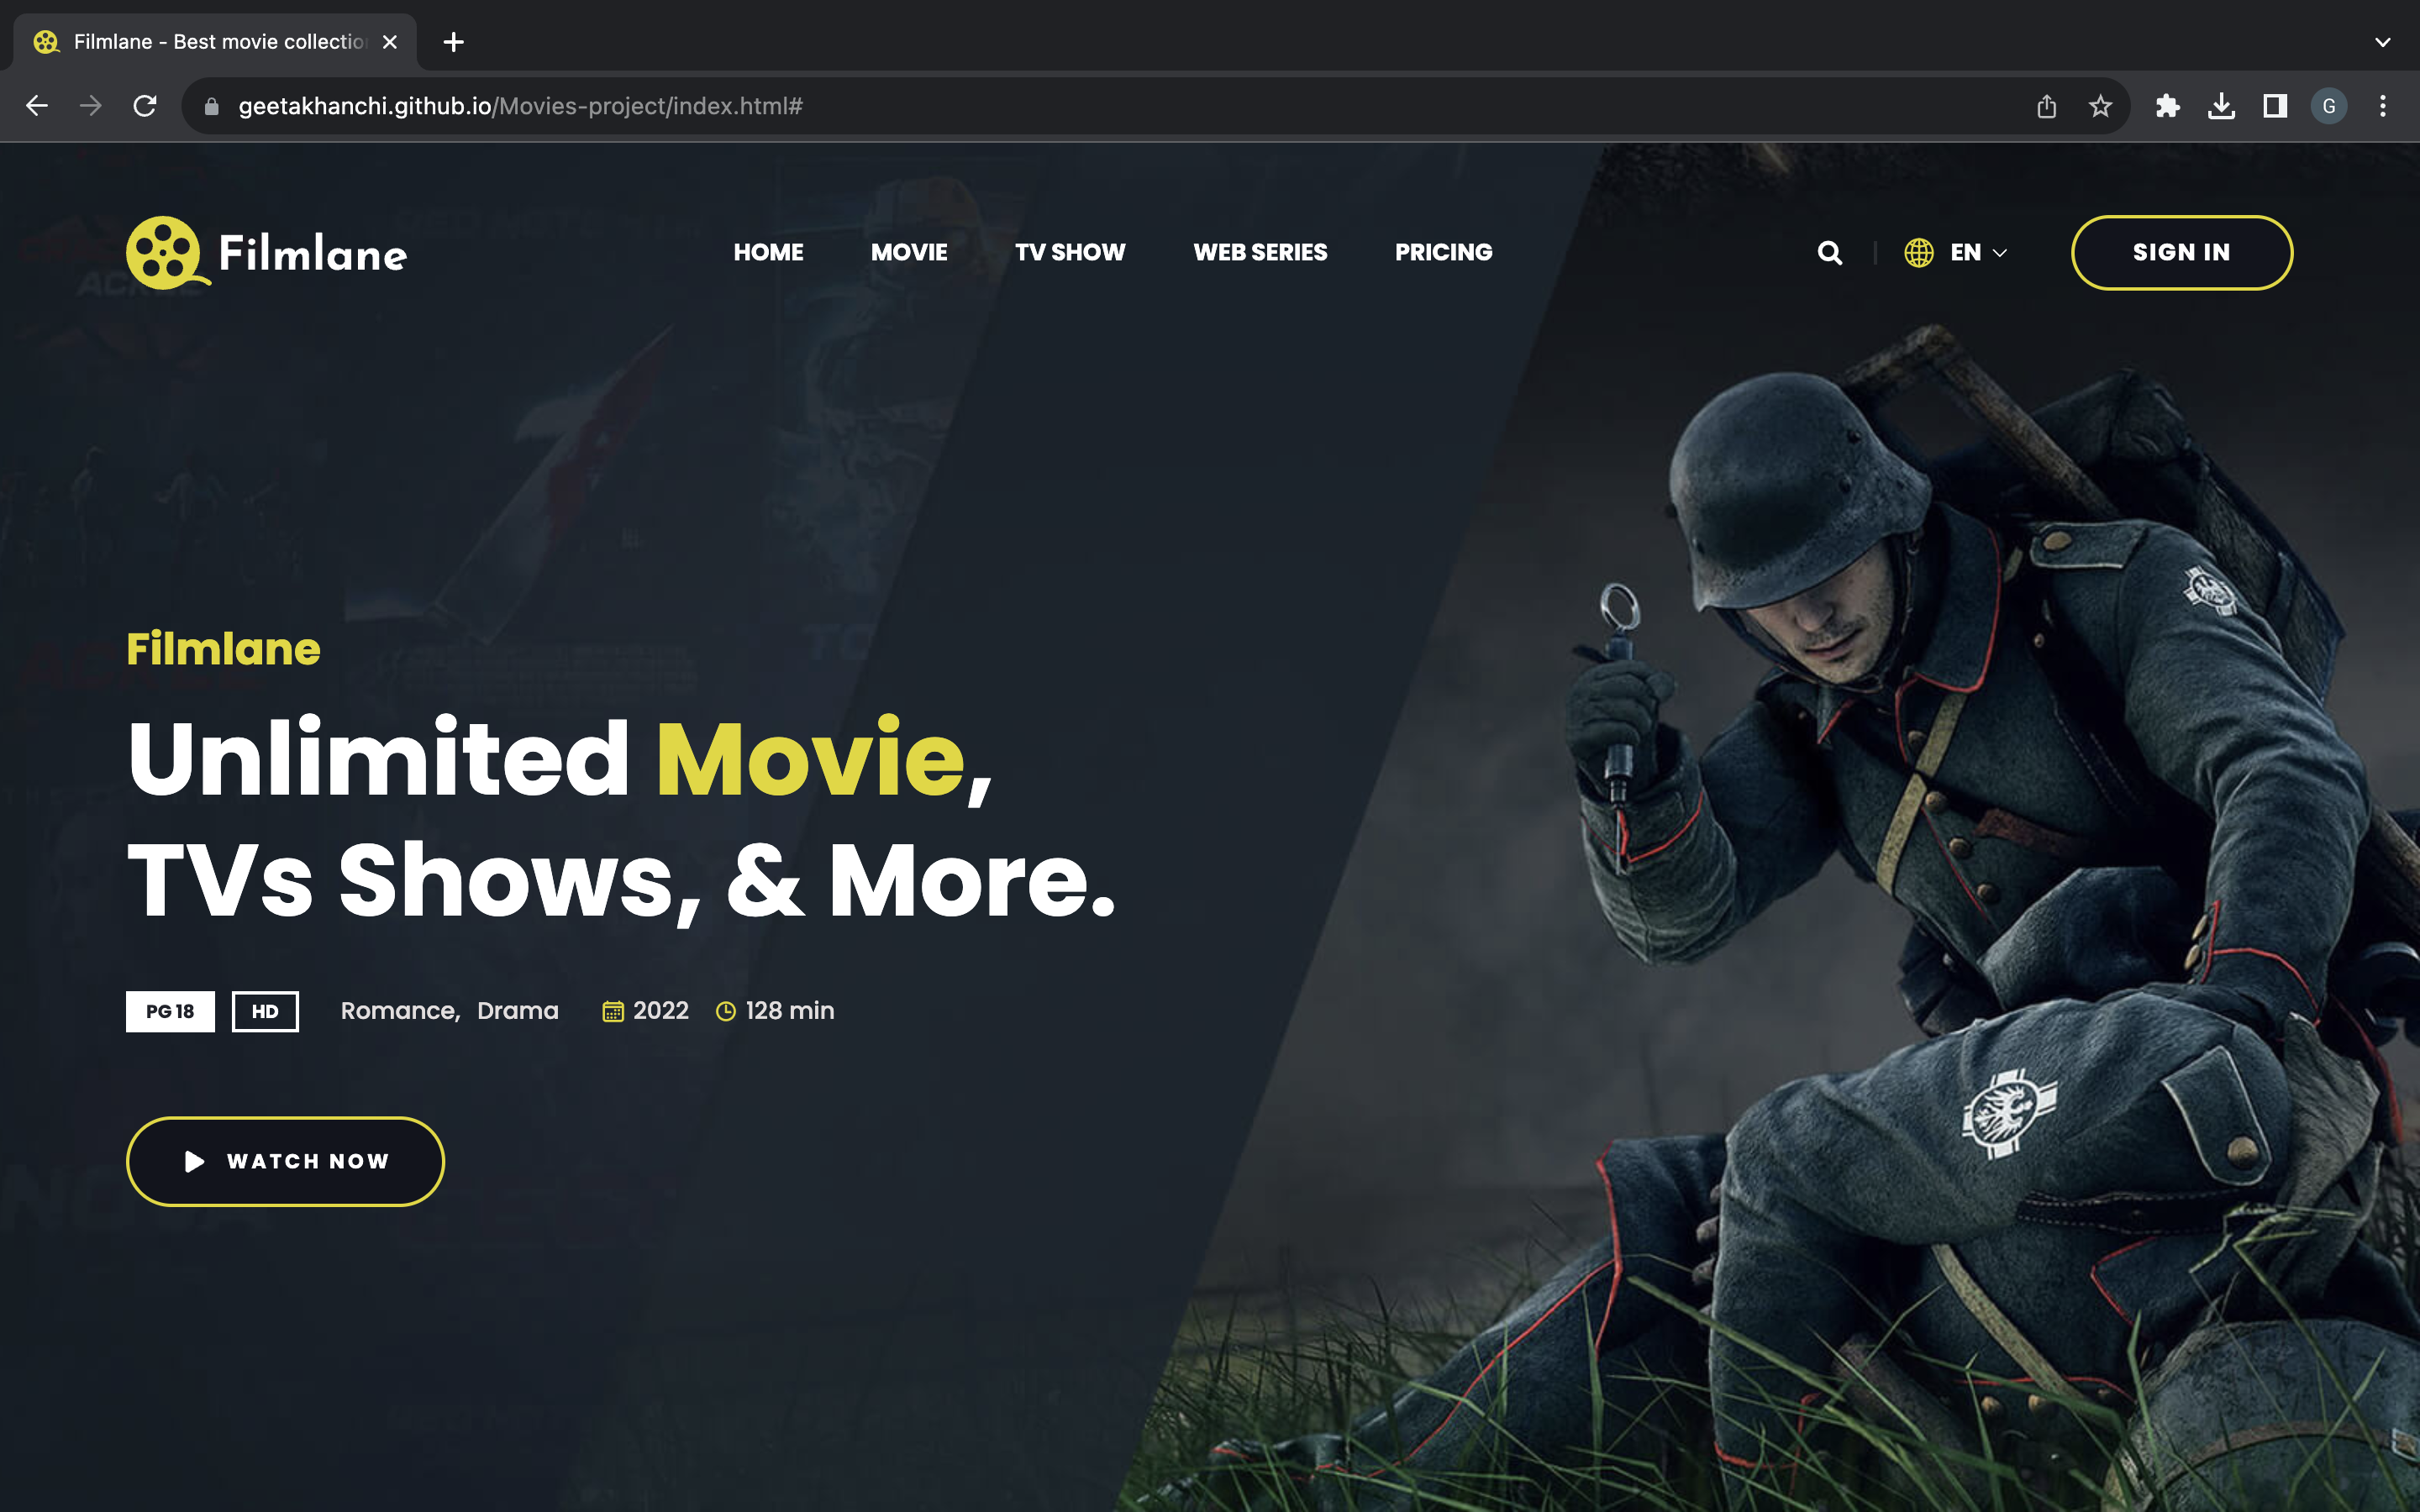 Filmlane - Best movie collectio
geetakhanchi.github.io/Movies-project/index.html#
G
Filmlane
HOME MOVIE TV SHOW WEB SERIES PRICING
EN
SIGN IN
Filmlane
Unlimited Movie,
TVs Shows, & More.
PG 18 HD Romance, Drama 2022 128 min
WATCH NOW